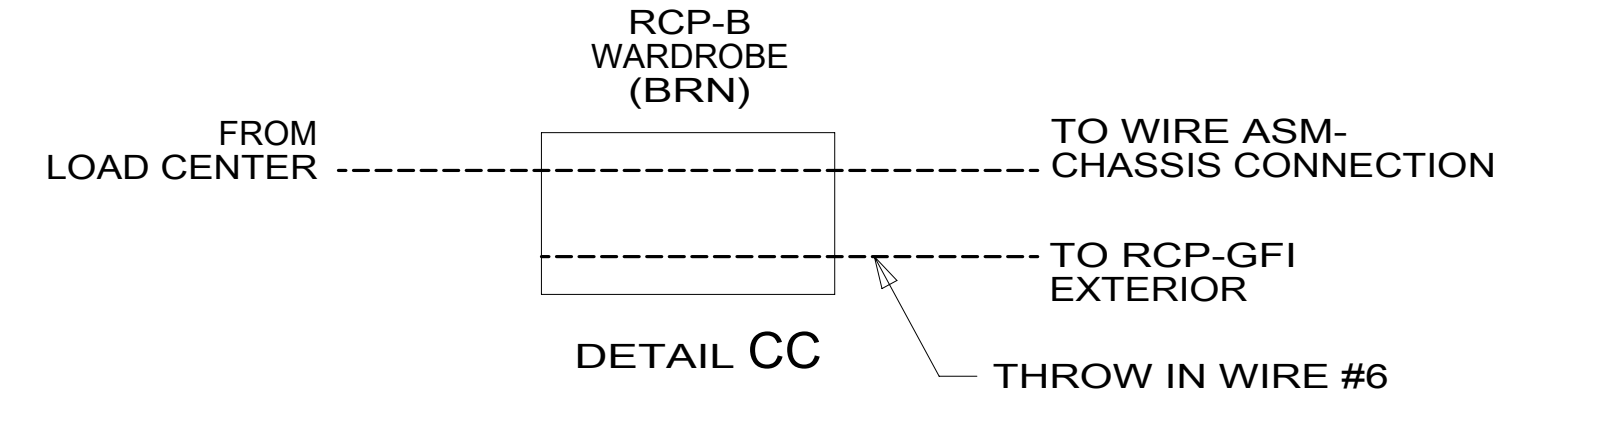 RCP-B
WARDROBE
(BRN)
FROM
LOAD CENTER
TO WIRE ASM-
CHASSIS CONNECTION
TO RCP-GFI
EXTERIOR
DETAIL CC
THROW IN WIRE #6